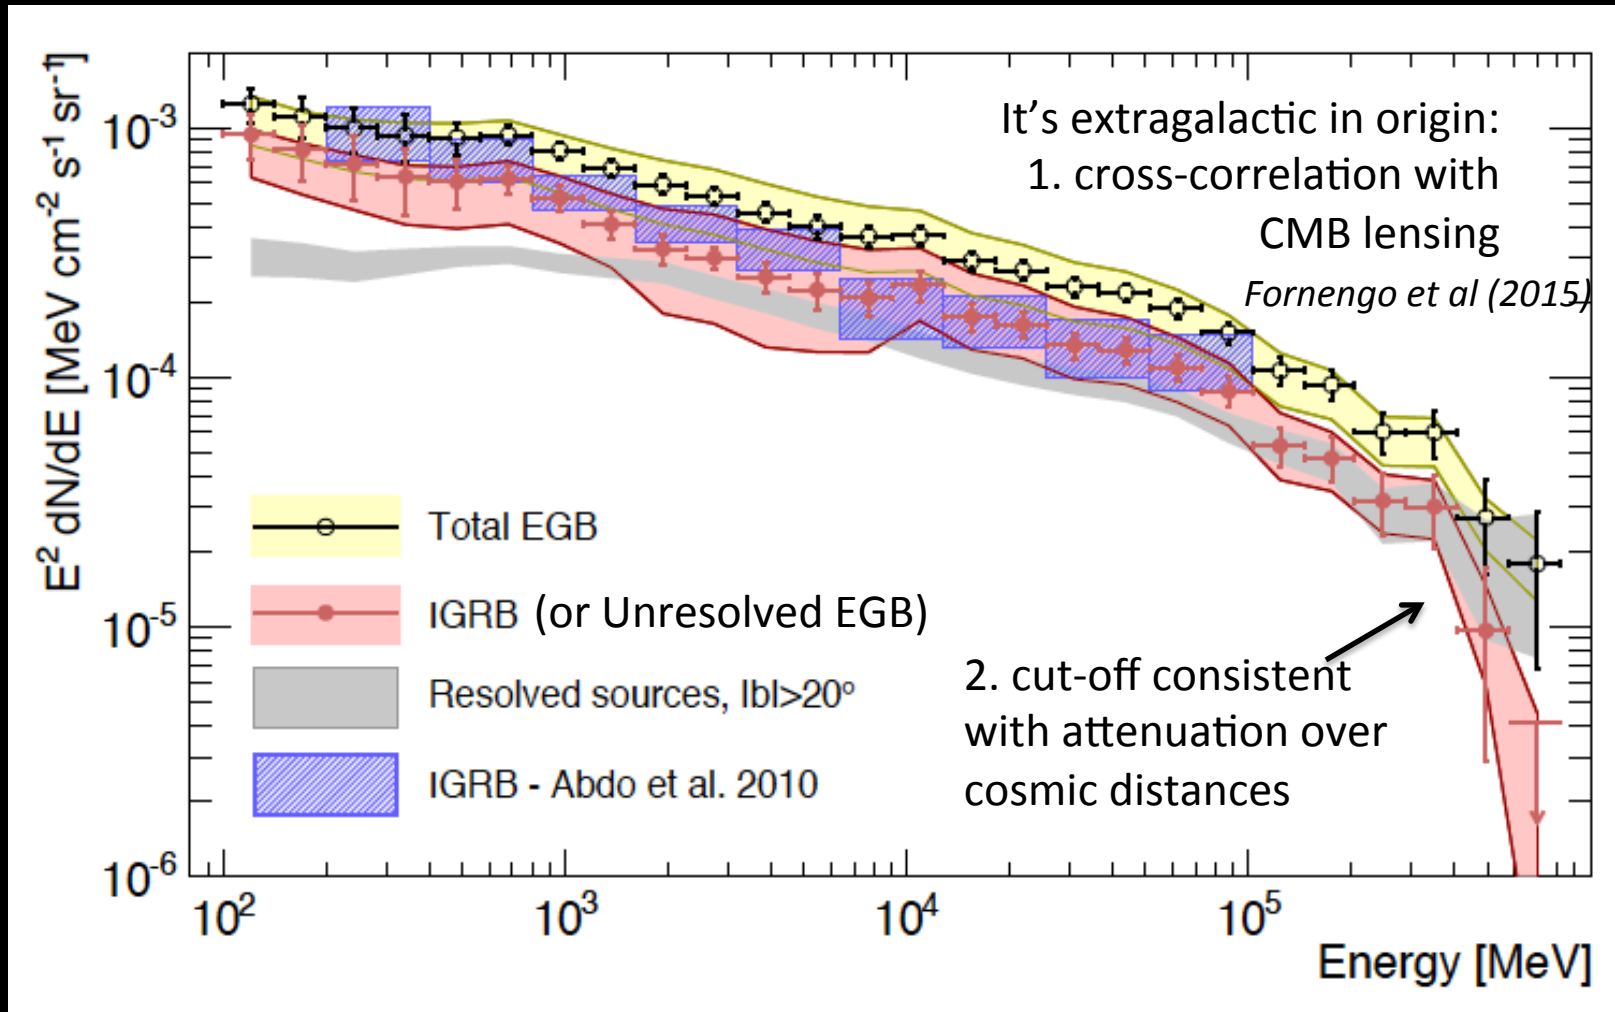 E² dN/dE [MeV cm⁻² s⁻¹ sr⁻¹]
10⁻³
10⁻⁴
10⁻⁵
10⁻⁶
It's extragalactic in origin:
1. cross-correlation with
CMB lensing
Fornengo et al (2015)
Total EGB
IGRB (or Unresolved EGB)
Resolved sources, |b|>20°
IGRB - Abdo et al. 2010
2. cut-off consistent
with attenuation over
cosmic distances
10² 10³ 10⁴ 10⁵
Energy [MeV]